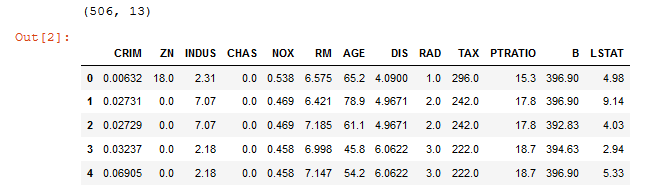 (506, 13)
Out[2]:
CRIM ZN INDUS CHAS NOX RM AGE DIS RAD TAX PTRATIO B LSTAT
0 0.00632 18.0 2.31 0.0 0.538 6.575 65.2 4.0900 1.0 296.0 15.3 396.90 4.98
1 0.02731 0.0 7.07 0.0 0.469 6.421 78.9 4.9671 2.0 242.0 17.8 396.90 9.14
2 0.02729 0.0 7.07 0.0 0.469 7.185 61.1 4.9671 2.0 242.0 17.8 392.83 4.03
3 0.03237 0.0 2.18 0.0 0.458 6.998 45.8 6.0622 3.0 222.0 18.7 394.63 2.94
4 0.06905 0.0 2.18 0.0 0.458 7.147 54.2 6.0622 3.0 222.0 18.7 396.90 5.33